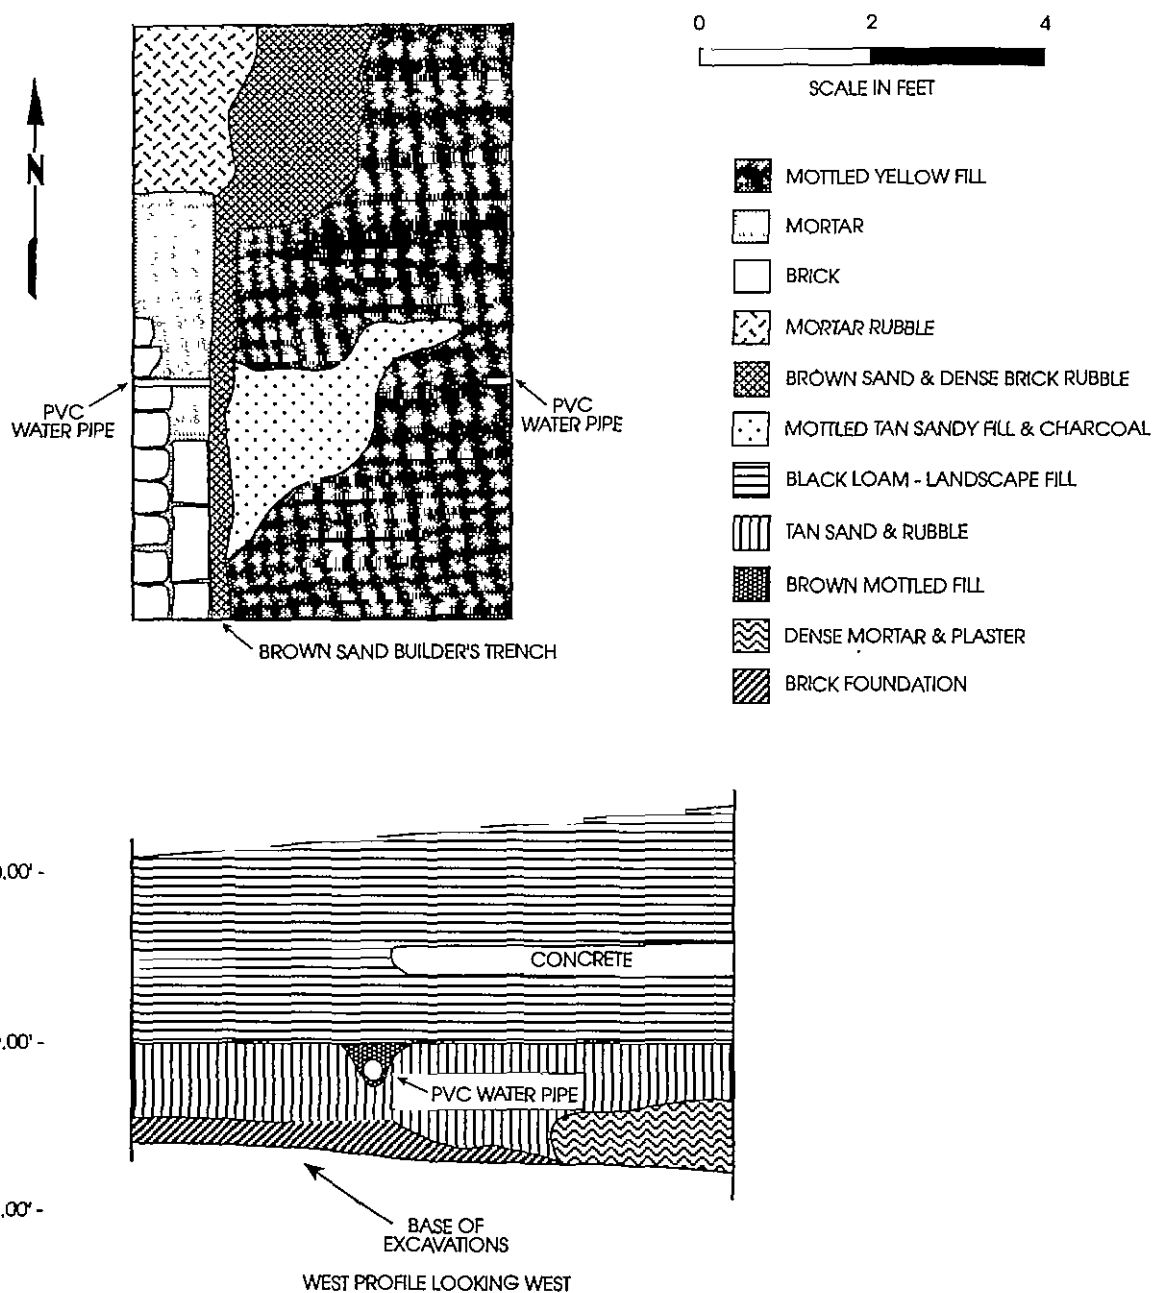 0 2 4
SCALE IN FEET
N
MOTTLED YELLOW FILL
MORTAR
BRICK
MORTAR RUBBLE
BROWN SAND & DENSE BRICK RUBBLE
MOTTLED TAN SANDY FILL & CHARCOAL
BLACK LOAM - LANDSCAPE FILL
TAN SAND & RUBBLE
BROWN MOTTLED FILL
DENSE MORTAR & PLASTER
BRICK FOUNDATION
PVC
WATER PIPE
PVC
WATER PIPE
BROWN SAND BUILDER'S TRENCH
.00' -
CONCRETE
.00' -
PVC WATER PIPE
.00' -
BASE OF
EXCAVATIONS
WEST PROFILE LOOKING WEST